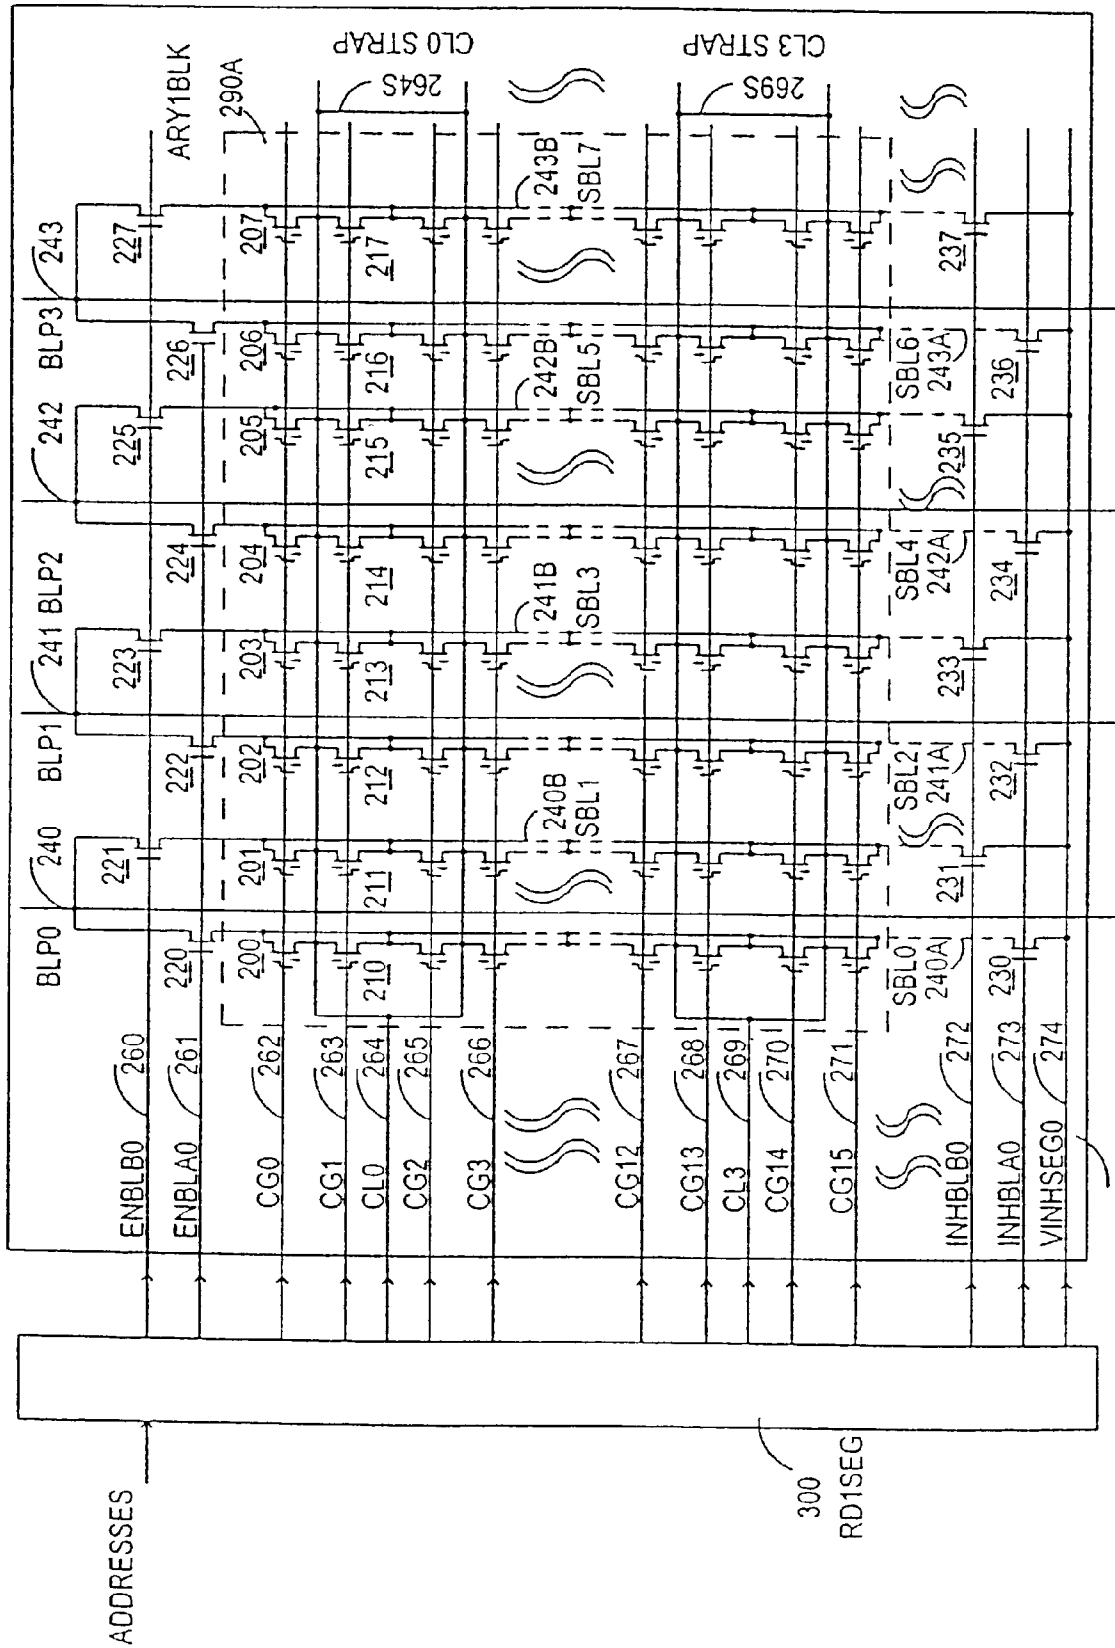 BLP0
240
BLP1
241 BLP2
242
BLP3
243
ARY1BLK
290A
CL0 STRAP
264S
CL3 STRAP
269S
ADDRESSES
300
RD1SEG
ENBLB0
260
221
223
225
227
ENBLA0
261
220
222
224
226
CG0
262
200
201
202
203
204
205
206
207
CG1
263
CL0
264
210
211
212
213
214
215
216
217
CG2
265
CG3
266
240B
SBL1
241B
SBL3
242B
SBL5
243B
SBL7
CG12
267
CG13
268
CL3
269
CG14
270
CG15
271
SBL0
240A
SBL2
241A
SBL4
242A
SBL6
243A
INHBLB0
272
231
233
235
237
INHBLA0
273
230
232
234
236
VINHSEG0
274